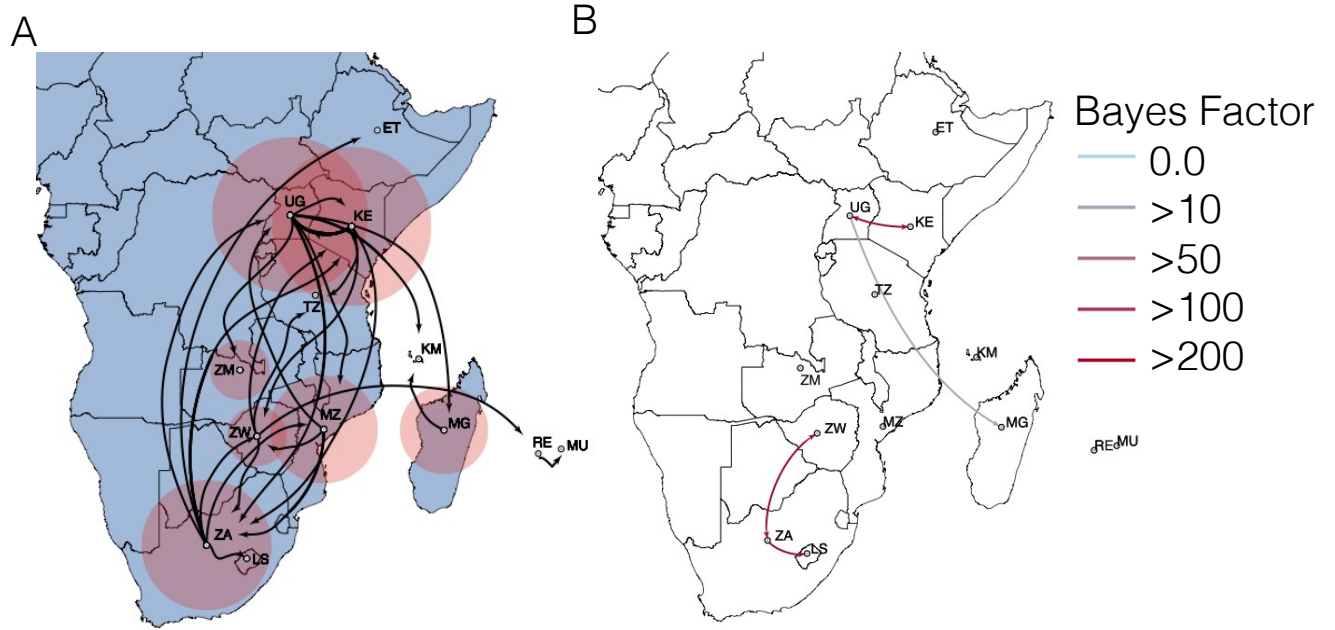 A
B
ET
UG
KE
TZ
KM
ZM
MZ
ZW
MG
RE
MU
ZA
LS
ET
UG
KE
TZ
KM
ZM
MZ
ZW
MG
RE
MU
ZA
LS
Bayes Factor
0.0
>10
>50
>100
>200